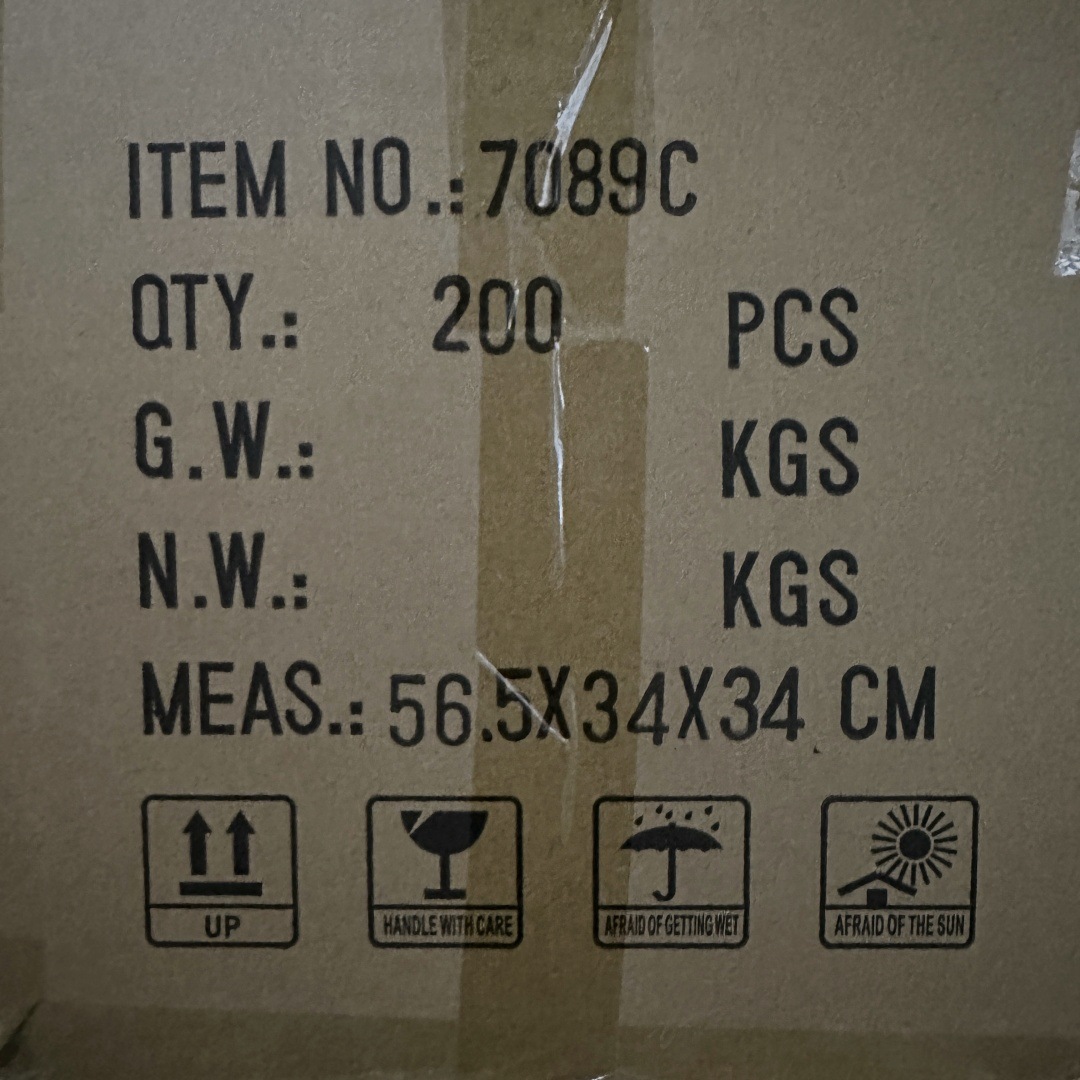 ITEM NO.: 7089C
QTY.: 200 PCS
G.W.: KGS
N.W.: KGS
MEAS.: 56.5X34X34 CM
UP
HANDLE WITH CARE
AFRAID OF GETTING WET
AFRAID OF THE SUN